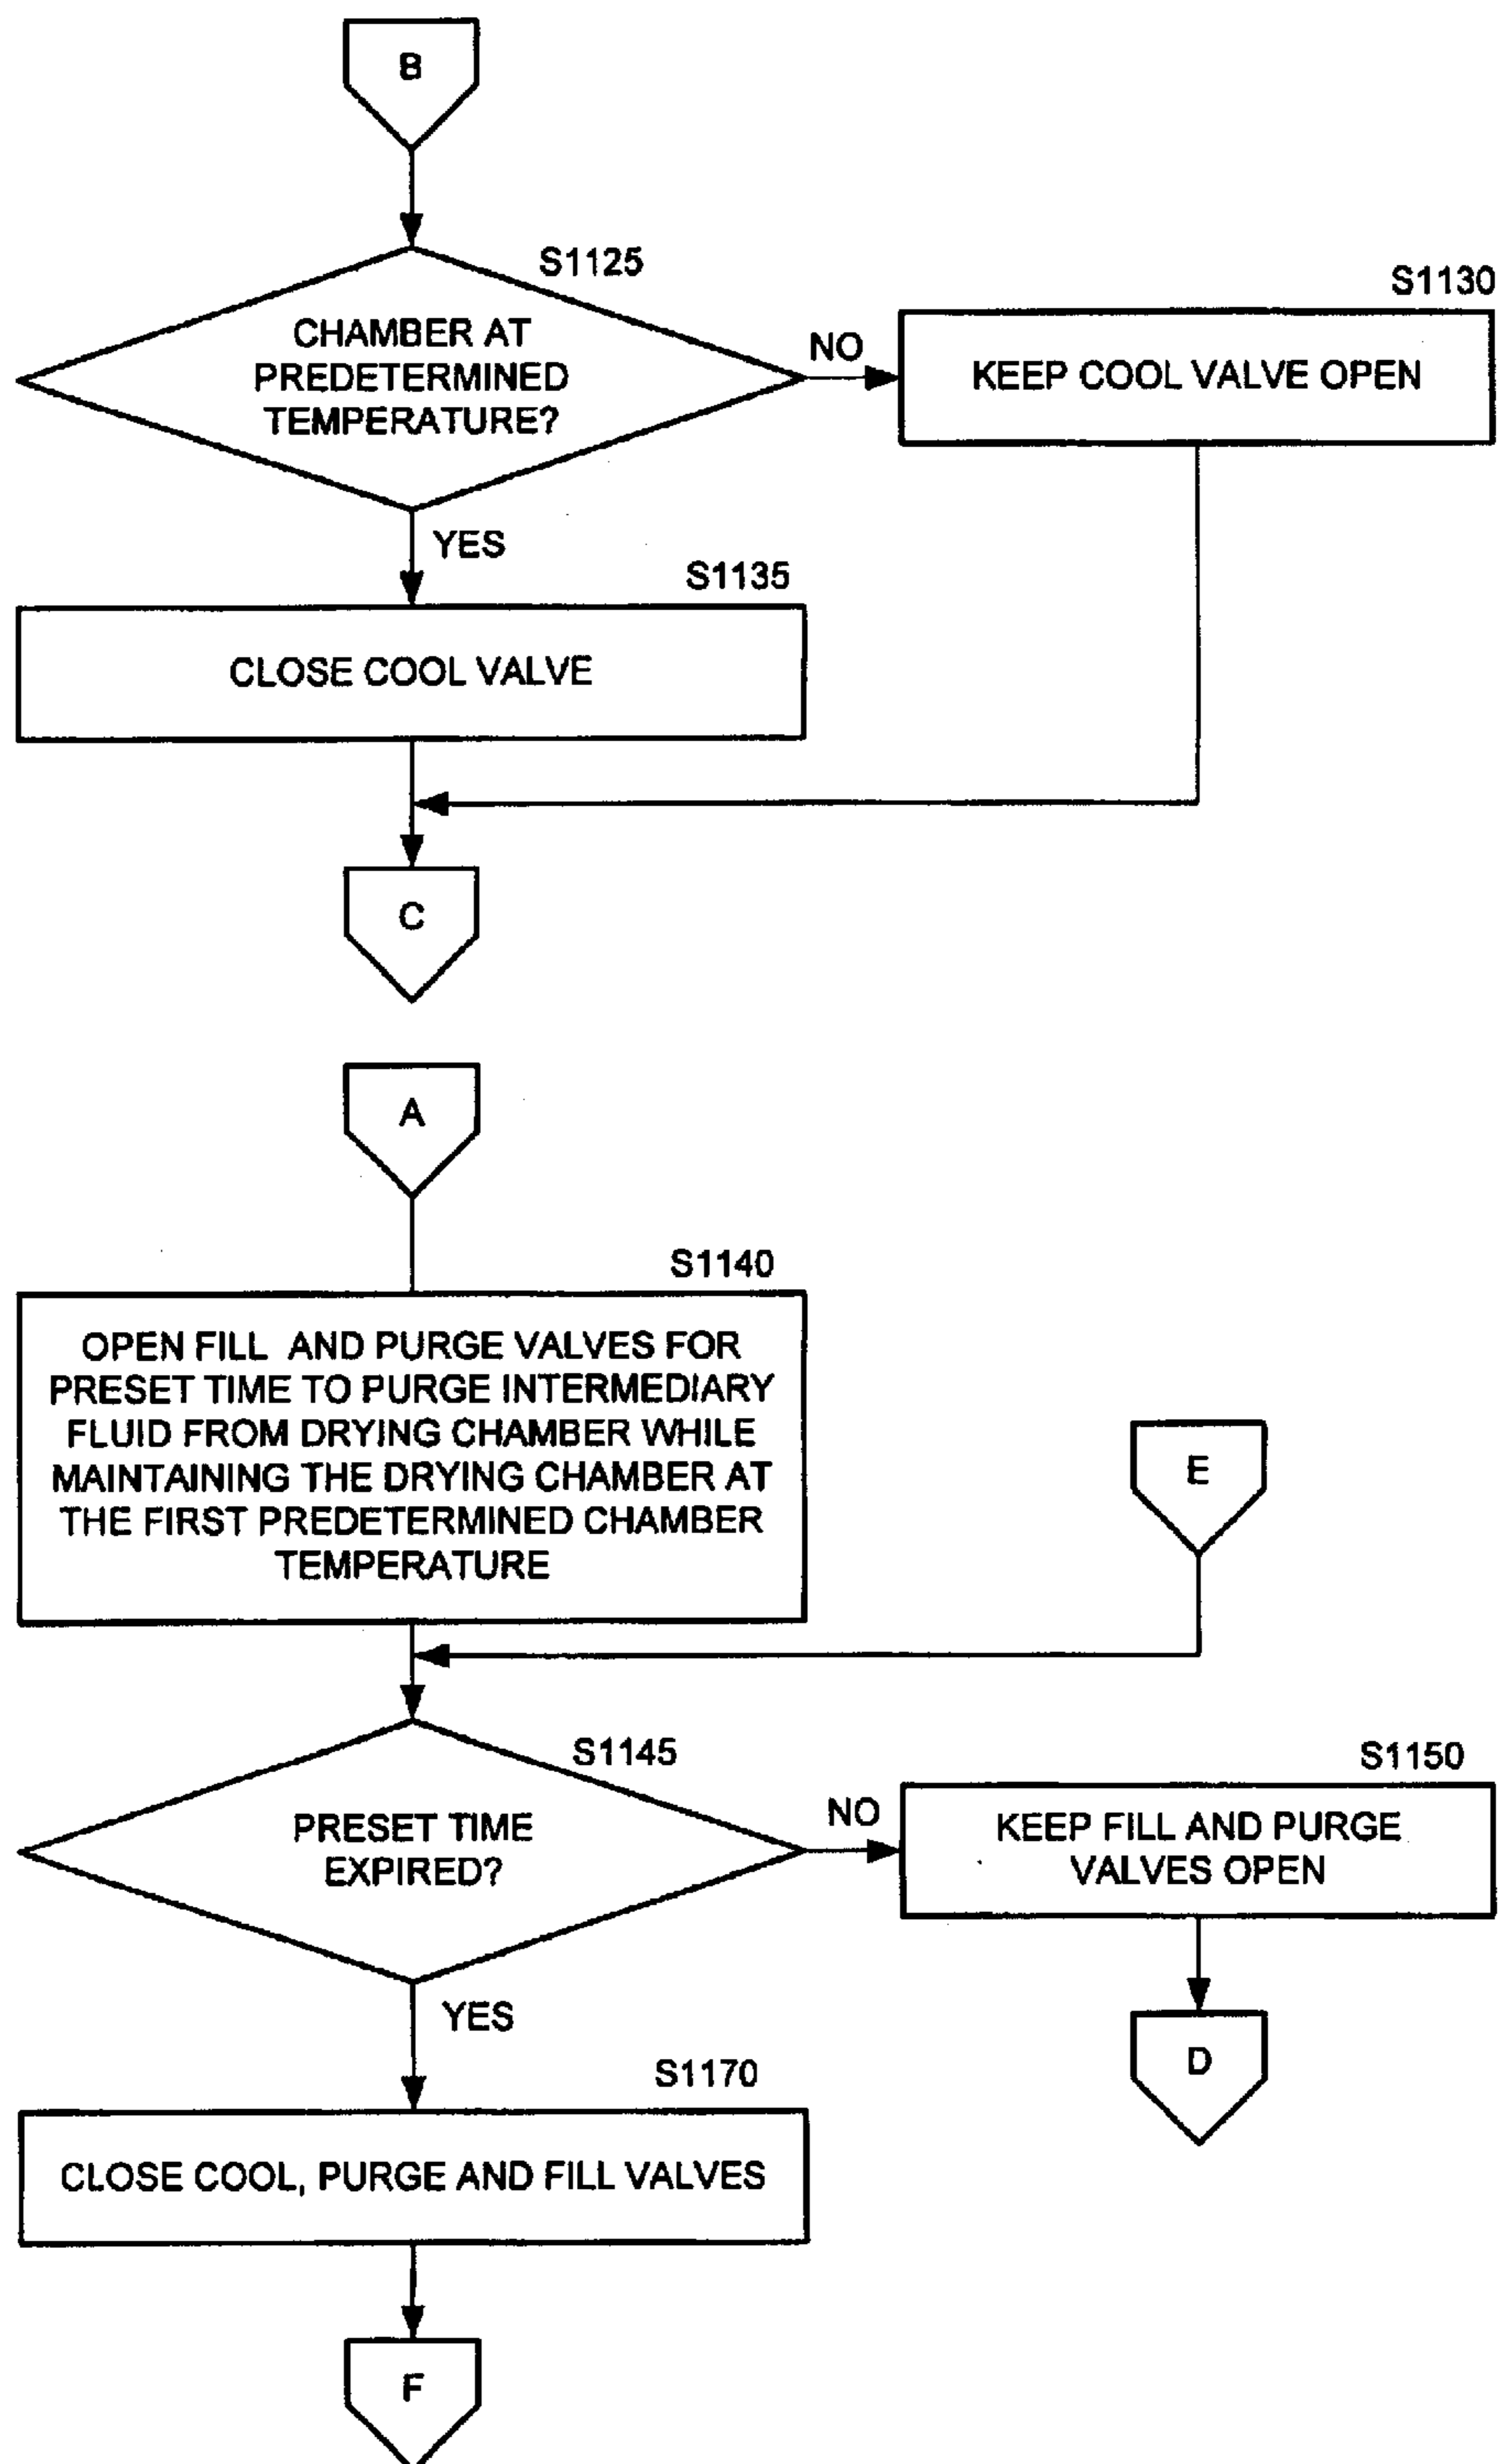 B
S1125
CHAMBER AT
PREDETERMINED
TEMPERATURE?
NO
S1130
KEEP COOL VALVE OPEN
YES
S1135
CLOSE COOL VALVE
C
A
S1140
OPEN FILL AND PURGE VALVES FOR
PRESET TIME TO PURGE INTERMEDIARY
FLUID FROM DRYING CHAMBER WHILE
MAINTAINING THE DRYING CHAMBER AT
THE FIRST PREDETERMINED CHAMBER
TEMPERATURE
E
S1145
PRESET TIME
EXPIRED?
NO
S1150
KEEP FILL AND PURGE
VALVES OPEN
YES
D
S1170
CLOSE COOL, PURGE AND FILL VALVES
F